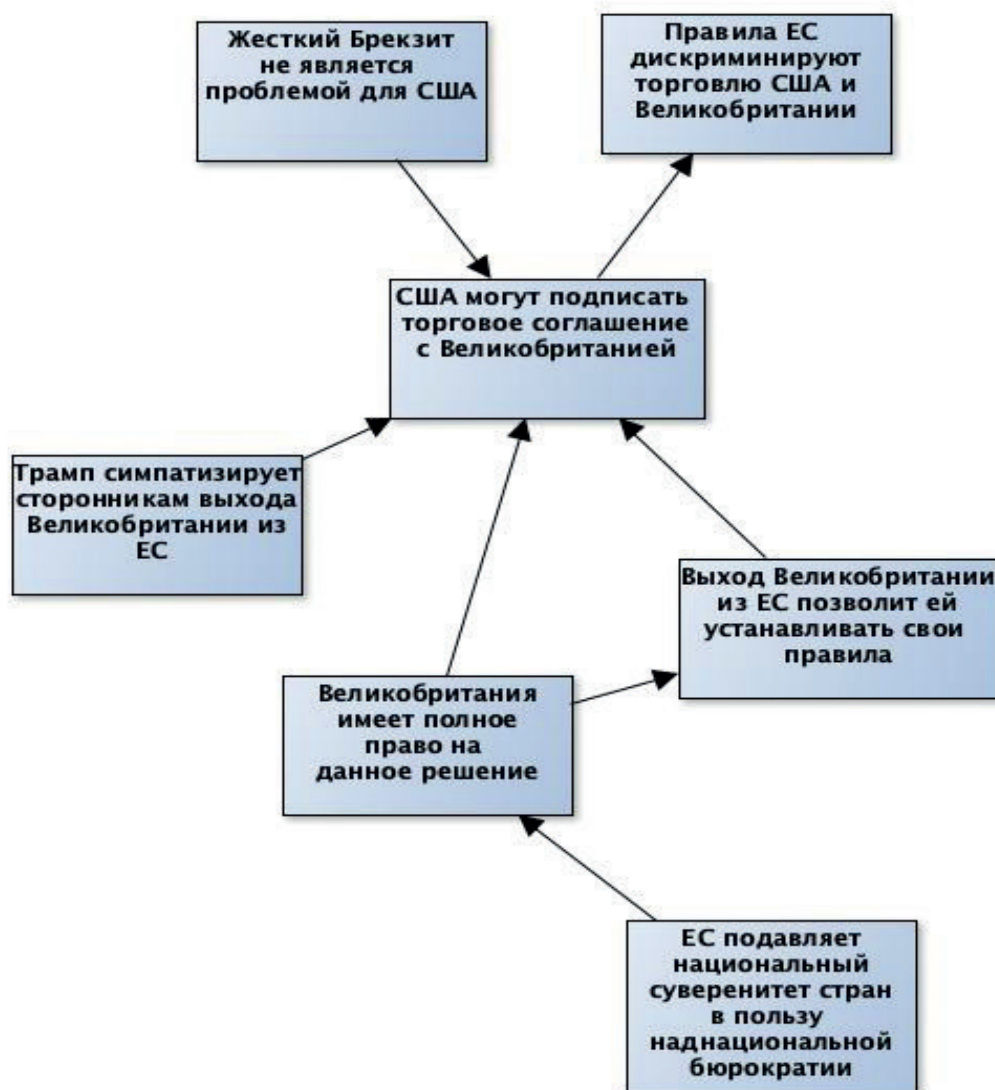 Жесткий Брекзит
не является
проблемой для США
Правила ЕС
дискриминируют
торговлю США и
Великобритании
США могут подписать
торговое соглашение
с Великобританией
Трамп симпатизирует
сторонникам выхода
Великобритании из
ЕС
Выход Великобритании
из ЕС позволит ей
устанавливать свои
правила
Великобритания
имеет полное
право на
данное решение
ЕС подавляет
национальный
суверенитет стран
в пользу
наднациональной
бюрократии